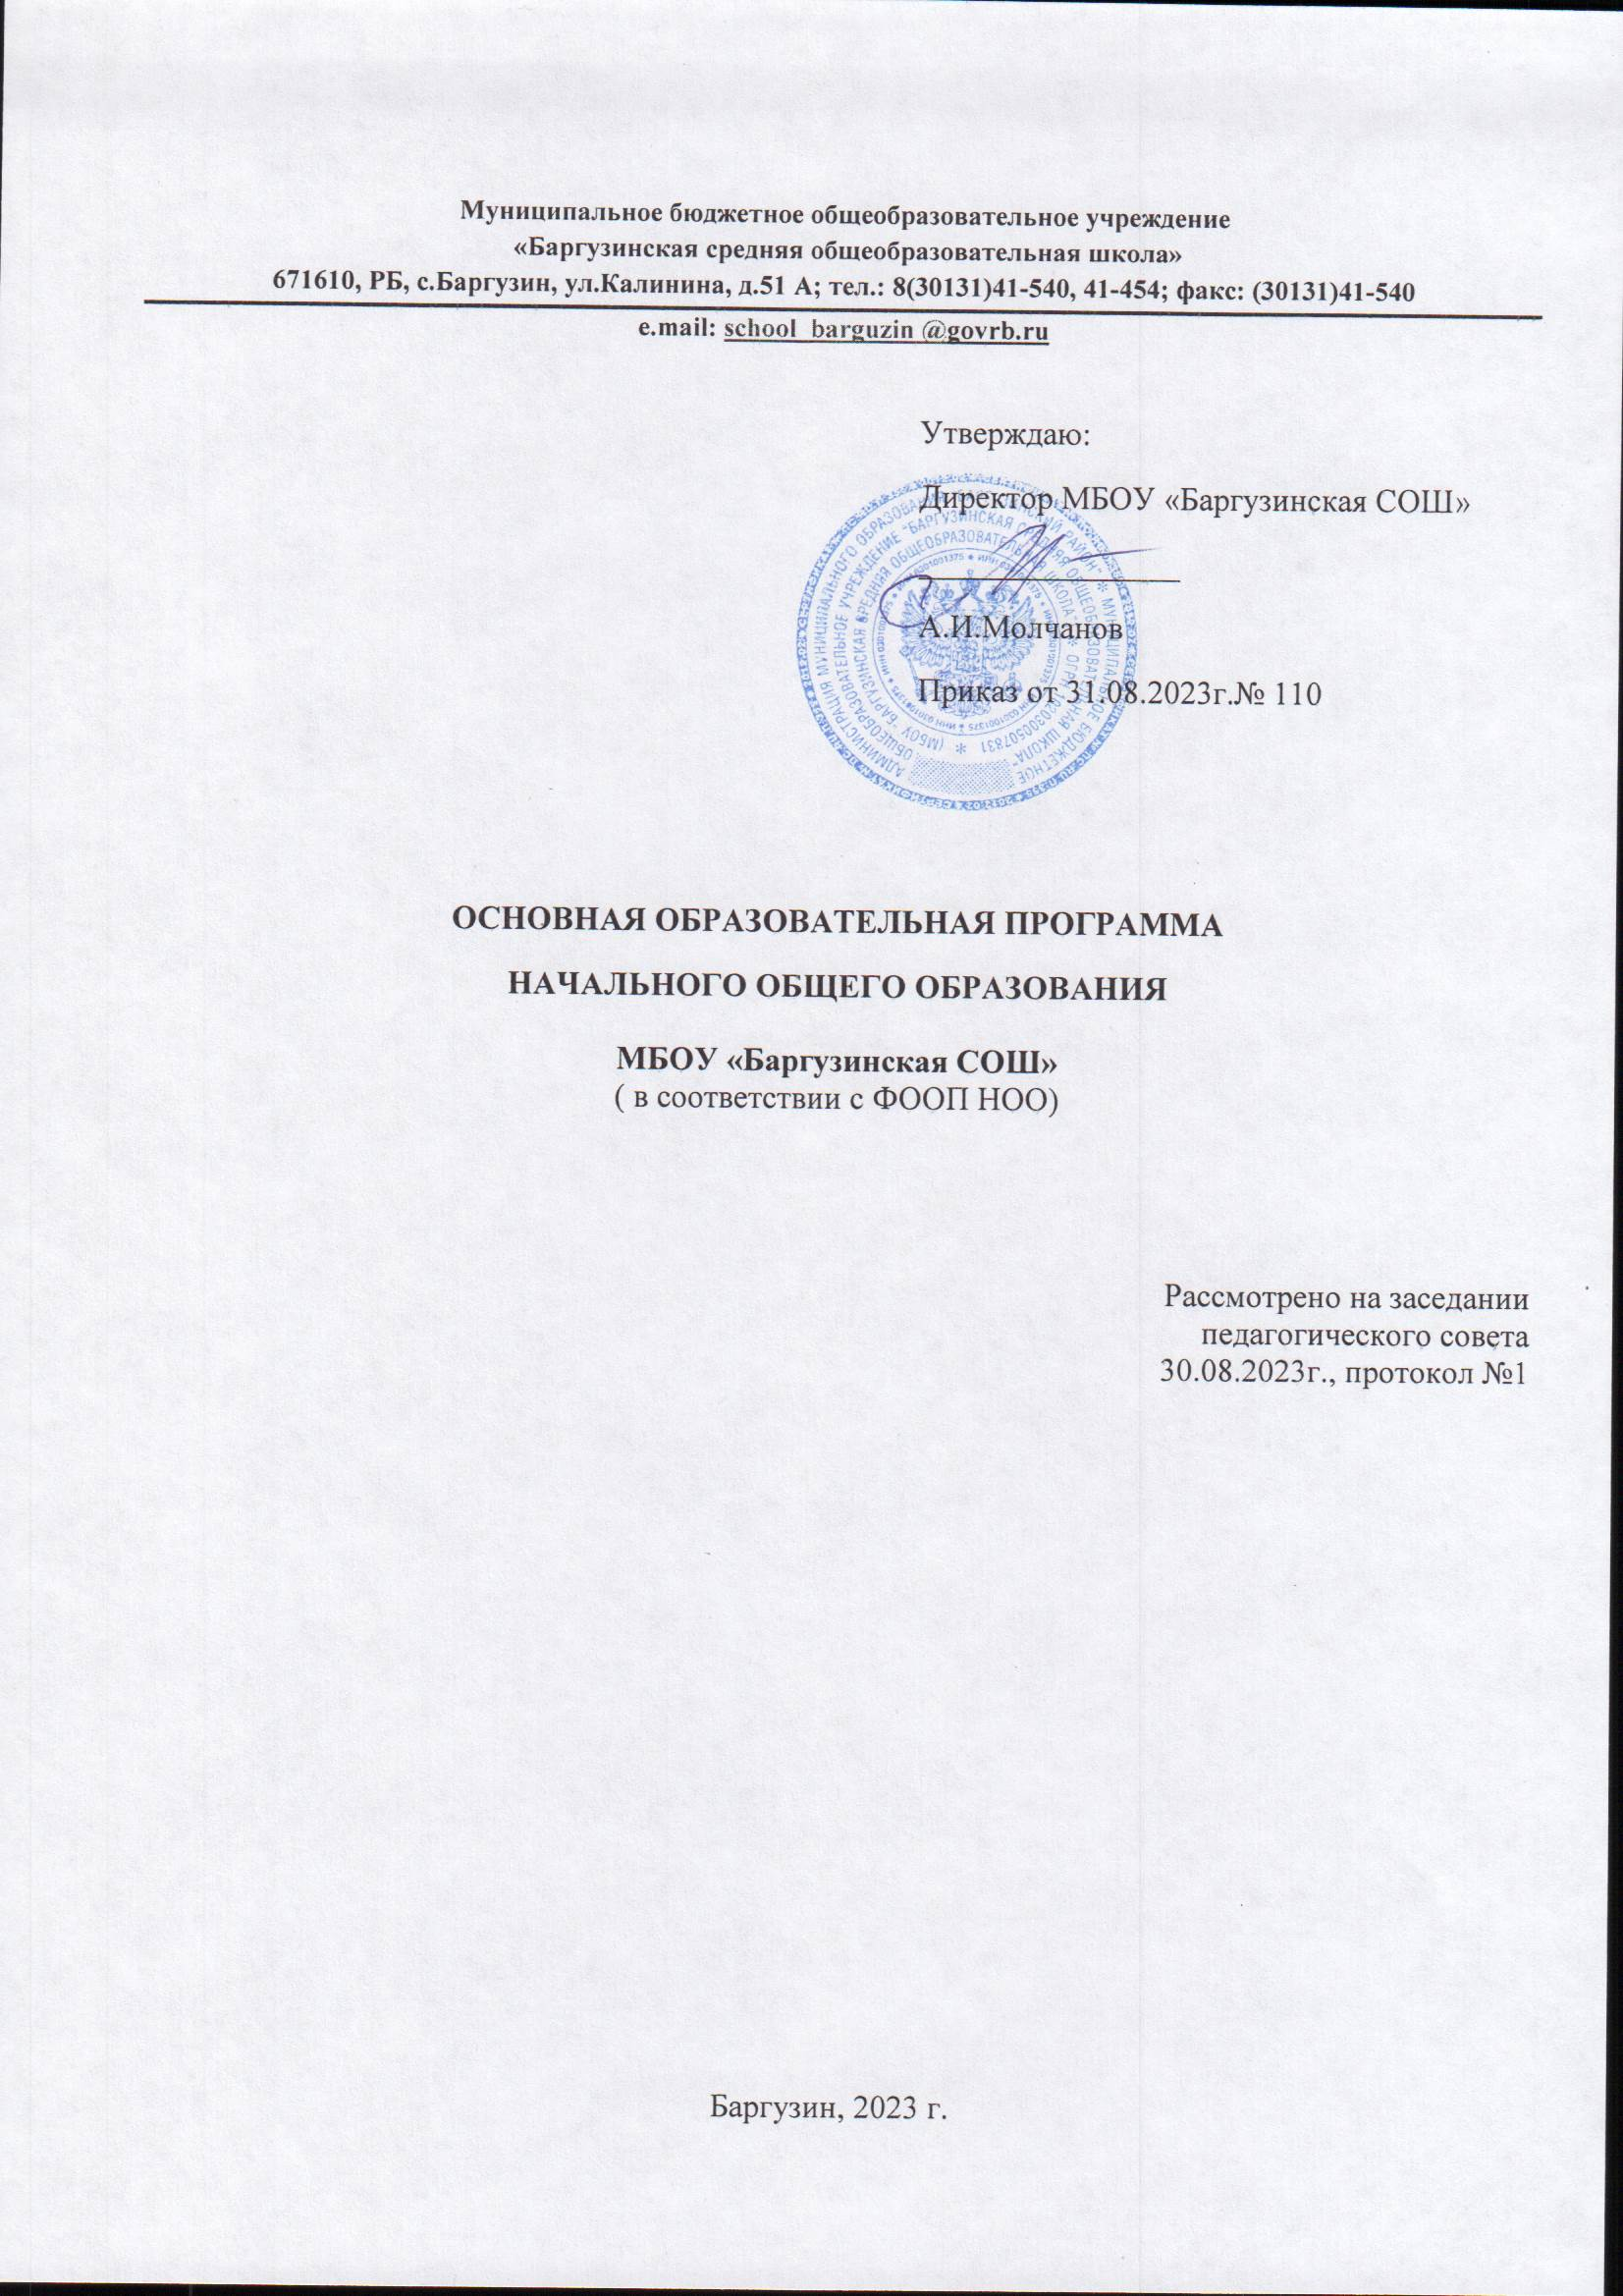 Муниципальное бюджетное общеобразовательное учреждение
«Баргузинская средняя общеобразовательная школа»
671610, РБ, с.Баргузин, ул.Калинина, д.51 А; тел.: 8(30131)41-540, 41-454; факс: (30131)41-540
e.mail: school_barguzin @govrb.ru
Утверждаю:
Директор МБОУ «Баргузинская СОШ»
А.И.Молчанов
Приказ от 31.08.2023г.№ 110
ОСНОВНАЯ ОБРАЗОВАТЕЛЬНАЯ ПРОГРАММА
НАЧАЛЬНОГО ОБЩЕГО ОБРАЗОВАНИЯ
МБОУ «Баргузинская СОШ»
( в соответствии с ФООП НОО)
Рассмотрено на заседании
педагогического совета
30.08.2023г., протокол №1
Баргузин, 2023 г.